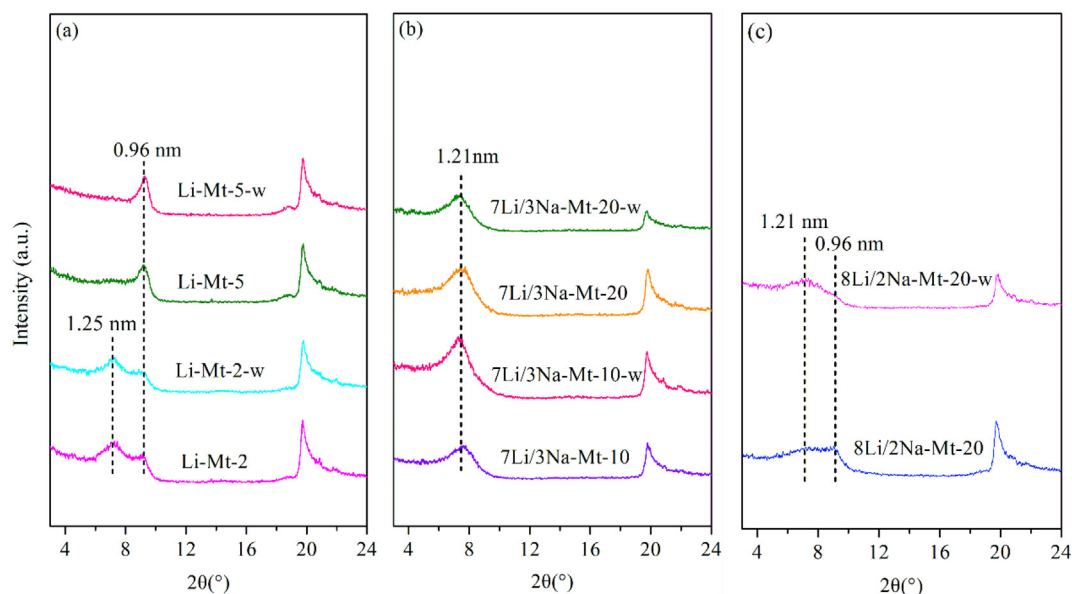 (a)
0.96 nm
Li-Mt-5-w
Li-Mt-5
1.25 nm
Li-Mt-2-w
Li-Mt-2
4 8 12 16 20 24
2θ(°)
Intensity (a.u.)
(b)
1.21nm
7Li/3Na-Mt-20-w
7Li/3Na-Mt-20
7Li/3Na-Mt-10-w
7Li/3Na-Mt-10
4 8 12 16 20 24
2θ(°)
(c)
1.21 nm
0.96 nm
8Li/2Na-Mt-20-w
8Li/2Na-Mt-20
4 8 12 16 20 24
2θ(°)